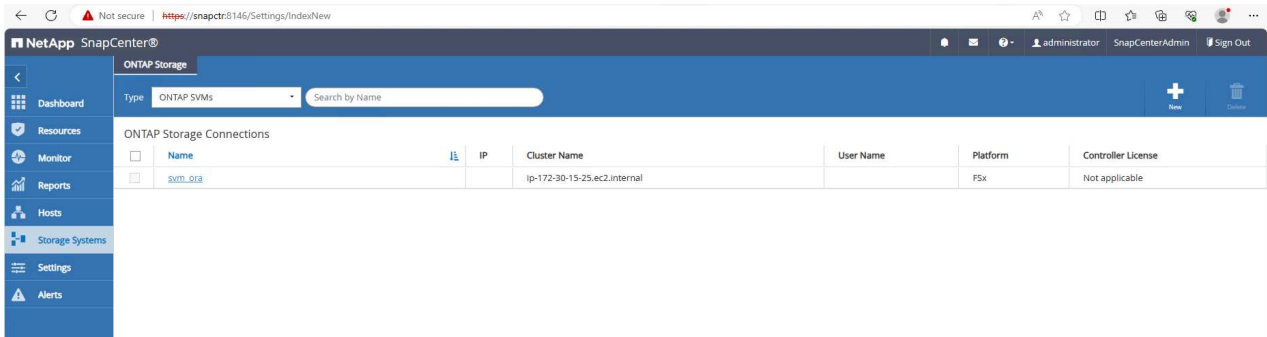 Not secure https://snapctr:8146/Settings/IndexNew
NetApp SnapCenter® administrator SnapCenterAdmin Sign Out
ONTAP Storage
Type ONTAP SVMs Search by Name New Delete
Dashboard
Resources
Monitor
Reports
Hosts
Storage Systems
Settings
Alerts
ONTAP Storage Connections
Name IP Cluster Name User Name Platform Controller License
svm_ora ip-172-30-15-25.ec2.internal FSx Not applicable